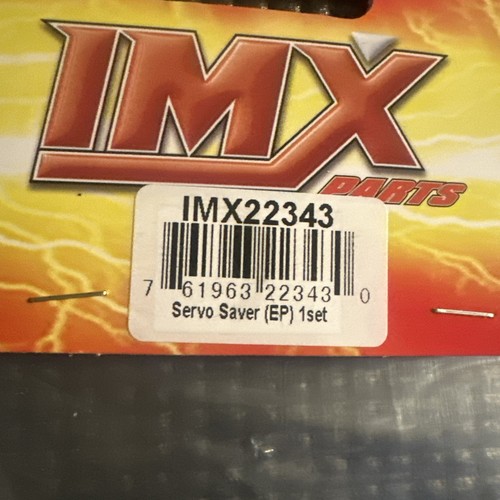 IMX
PARTS
IMX22343
7 61963 22343 0
Servo Saver (EP) 1set